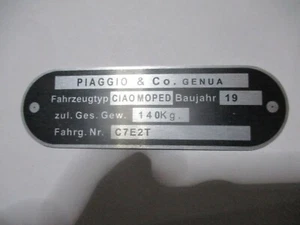 PIAGGIO & Co. GENUA
Fahrzeugtyp CIAO MOPED Baujahr 19
zul. Ges. Gew. 140Kg.
Fahrg. Nr. C7E2T